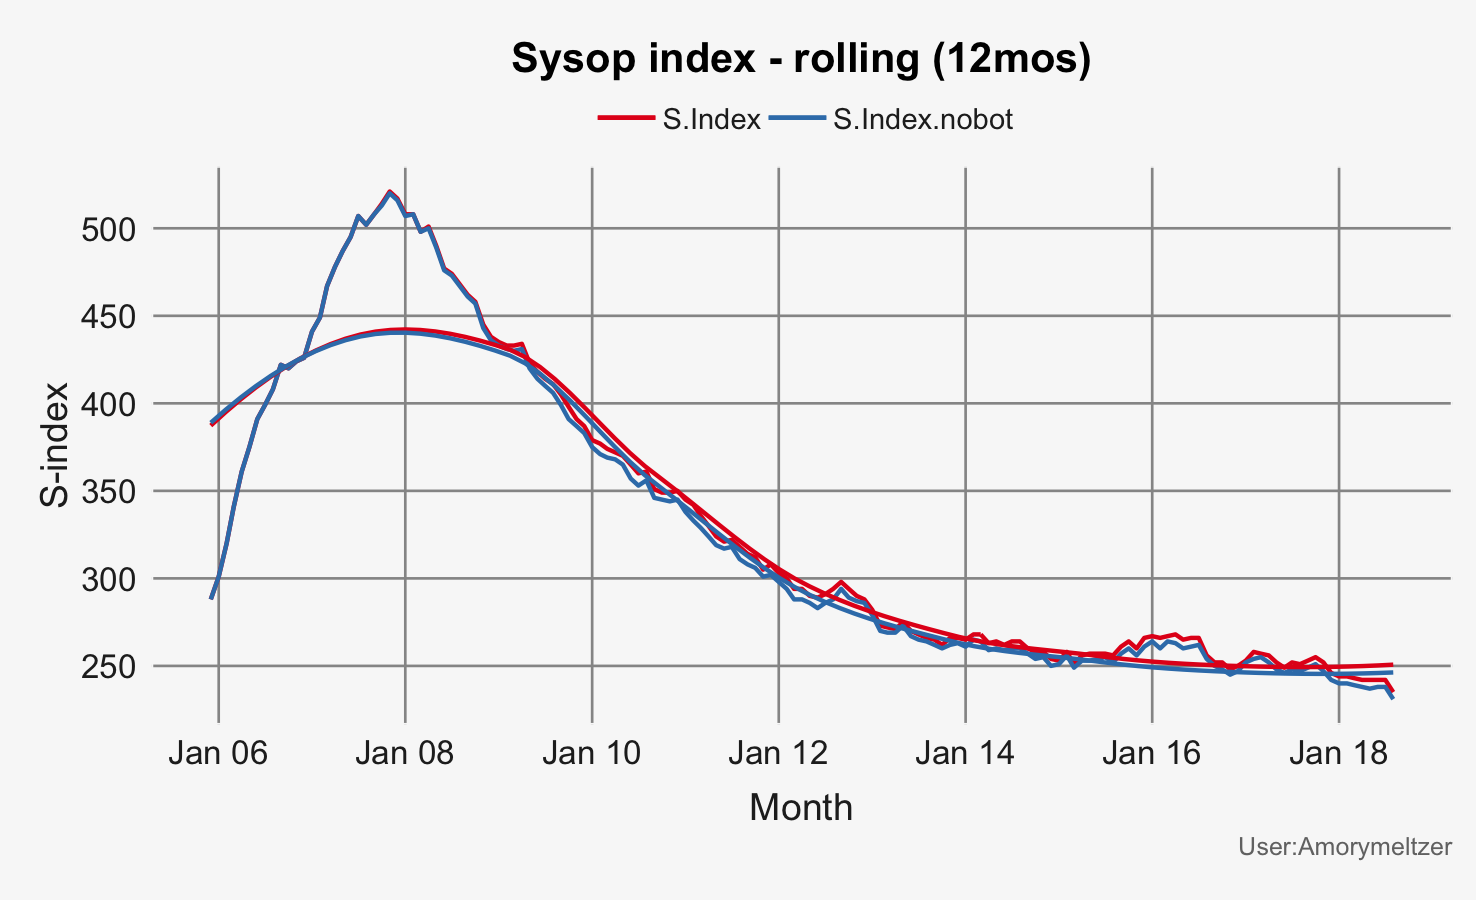 Sysop index - rolling (12mos)
S.Index S.Index.nobot
500
450
400
350
300
250
S-index
Jan 06 Jan 08 Jan 10 Jan 12 Jan 14 Jan 16 Jan 18
Month
User:Amorymeltzer